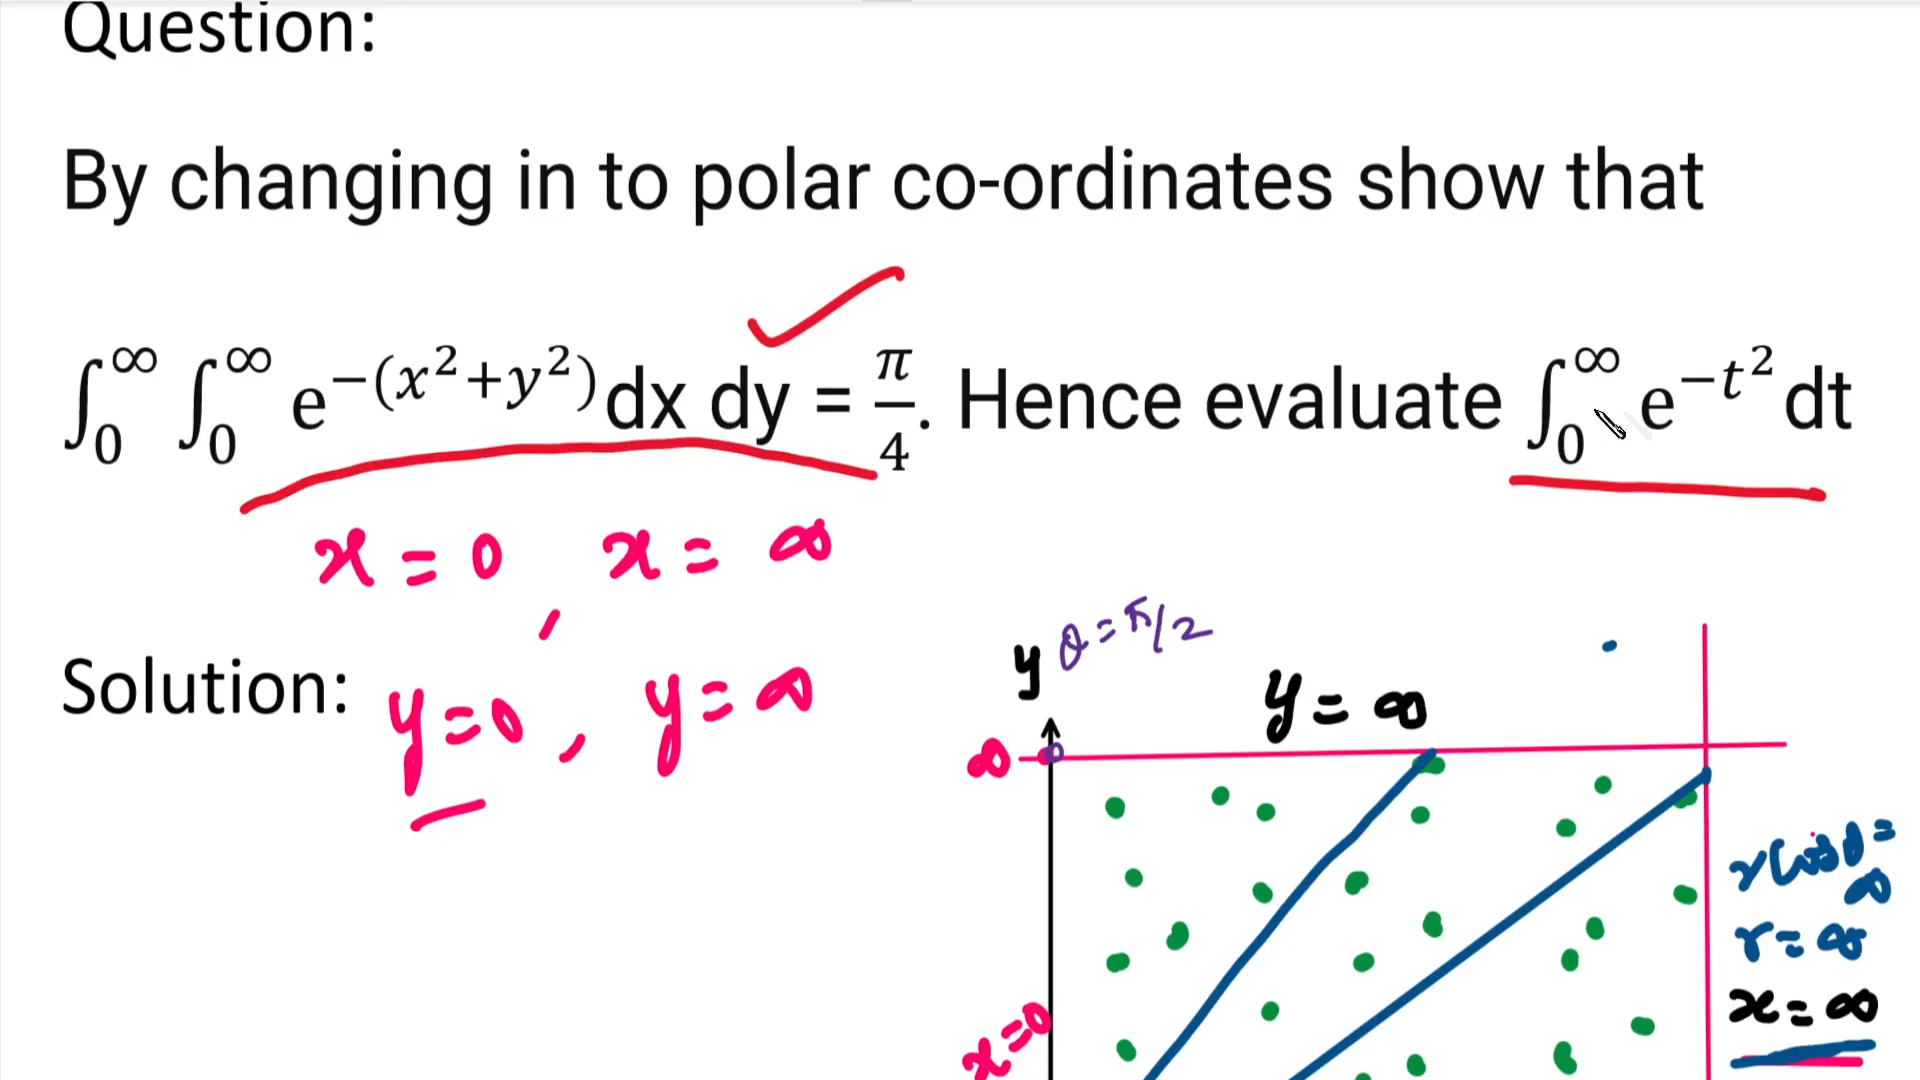 Question:
By changing in to polar co-ordinates show that
∫₀^∞ ∫₀^∞ e^−(x²+y²) dx dy = π/4. Hence evaluate ∫₀^∞ e^−t² dt
x = 0, x = ∞
Solution: y = 0, y = ∞
y θ = π/2
y = ∞
∞
r cos θ = ∞
r = ∞
x = ∞
x = 0